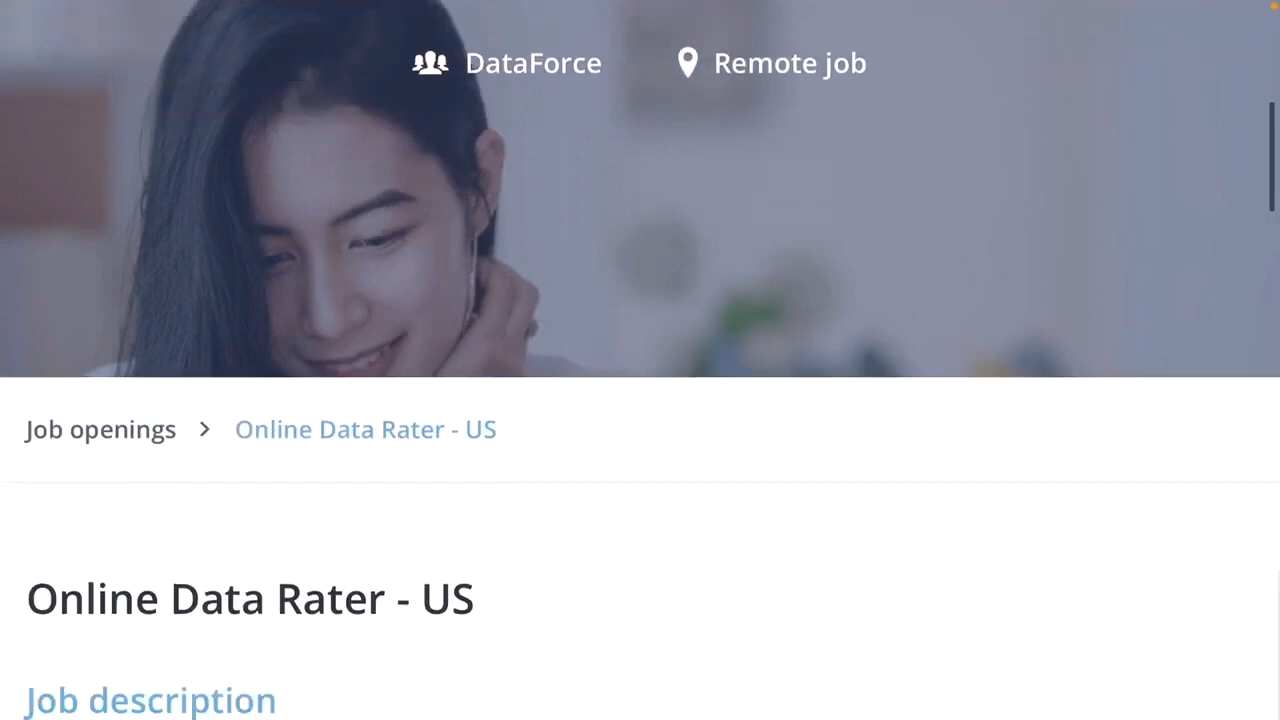 DataForce Remote job
Job openings > Online Data Rater - US
Online Data Rater - US
Job description